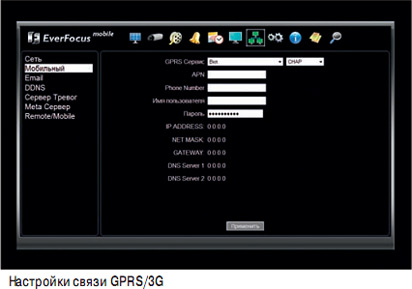 EverFocus mobile
Сеть
Мобильный
Email
DDNS
Сервер Тревог
Мета Сервер
Remote/Mobile
GPRS Сервис: Вкл. CHAP
APN
Phone Number
Имя пользователя
Пароль ••••••••••
IP ADDRESS: 0.0.0.0
NET MASK: 0.0.0.0
GATEWAY: 0.0.0.0
DNS Server 1 0.0.0.0
DNS Server 2 0.0.0.0
Применить
Настройки связи GPRS/3G